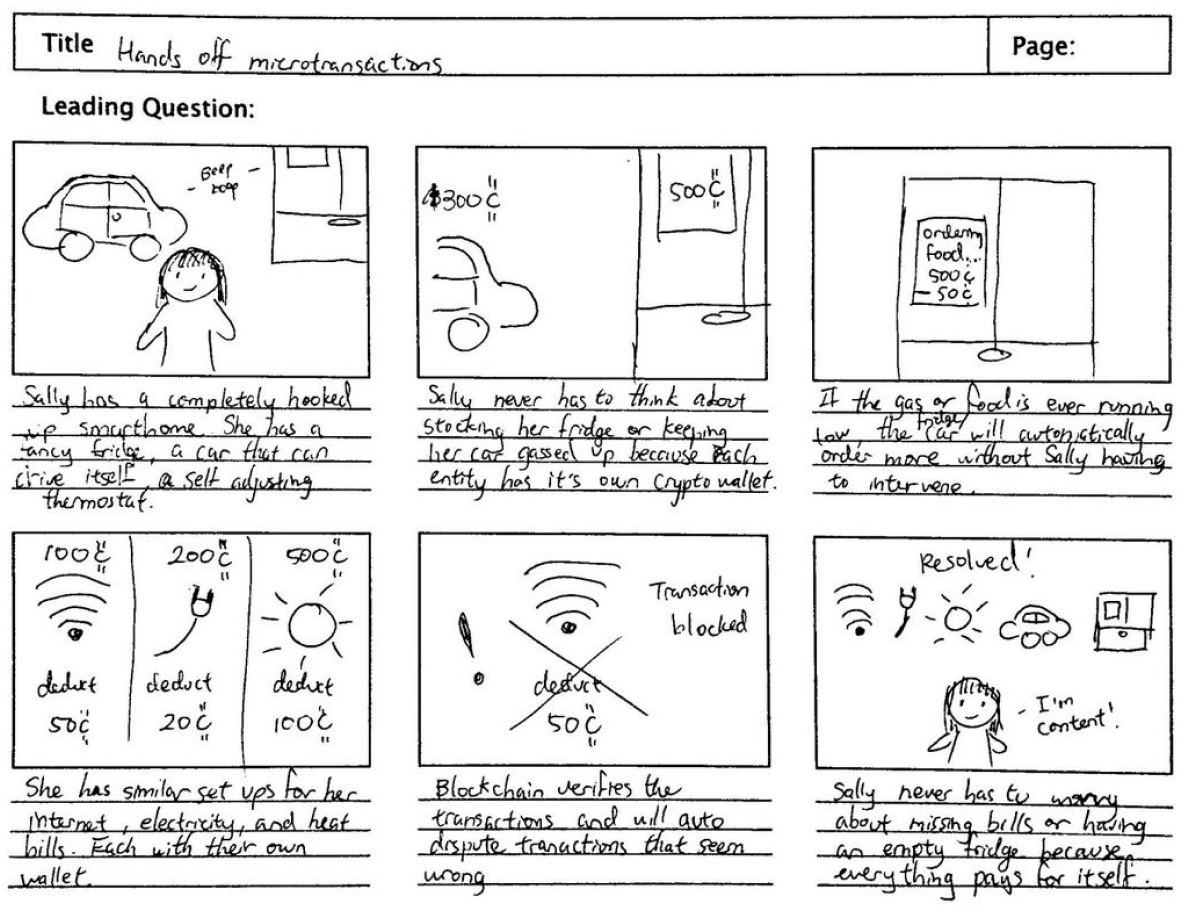 Title Hands off microtransactions
Page:
Leading Question:
Beep
- beep -
Sally has a completely hooked
up smarthome. She has a
fancy fridge, a car that can
drive itself, a self adjusting
thermostat.
$300 C̈
500 C̈
Sally never has to think about
stocking her fridge or keeping
her car gassed up because each
entity has it's own crypto wallet.
ordering
food...
500 C̈
- 50 C̈
If the gas or food is ever running
low, the car/fridge will automatically
order more without Sally having
to intervene.
100 C̈
deduct
50 C̈
200 C̈
deduct
20 C̈
500 C̈
deduct
100 C̈
She has similar set ups for her
internet, electricity, and heat
bills. Each with their own
wallet.
!
Transaction
blocked
deduct
50 C̈
Blockchain verifies the
transactions and will auto
dispute tranactions that seem
wrong
Resolved!
- I'm
content!
Sally never has to worry
about missing bills or having
an empty fridge because
everything pays for itself.